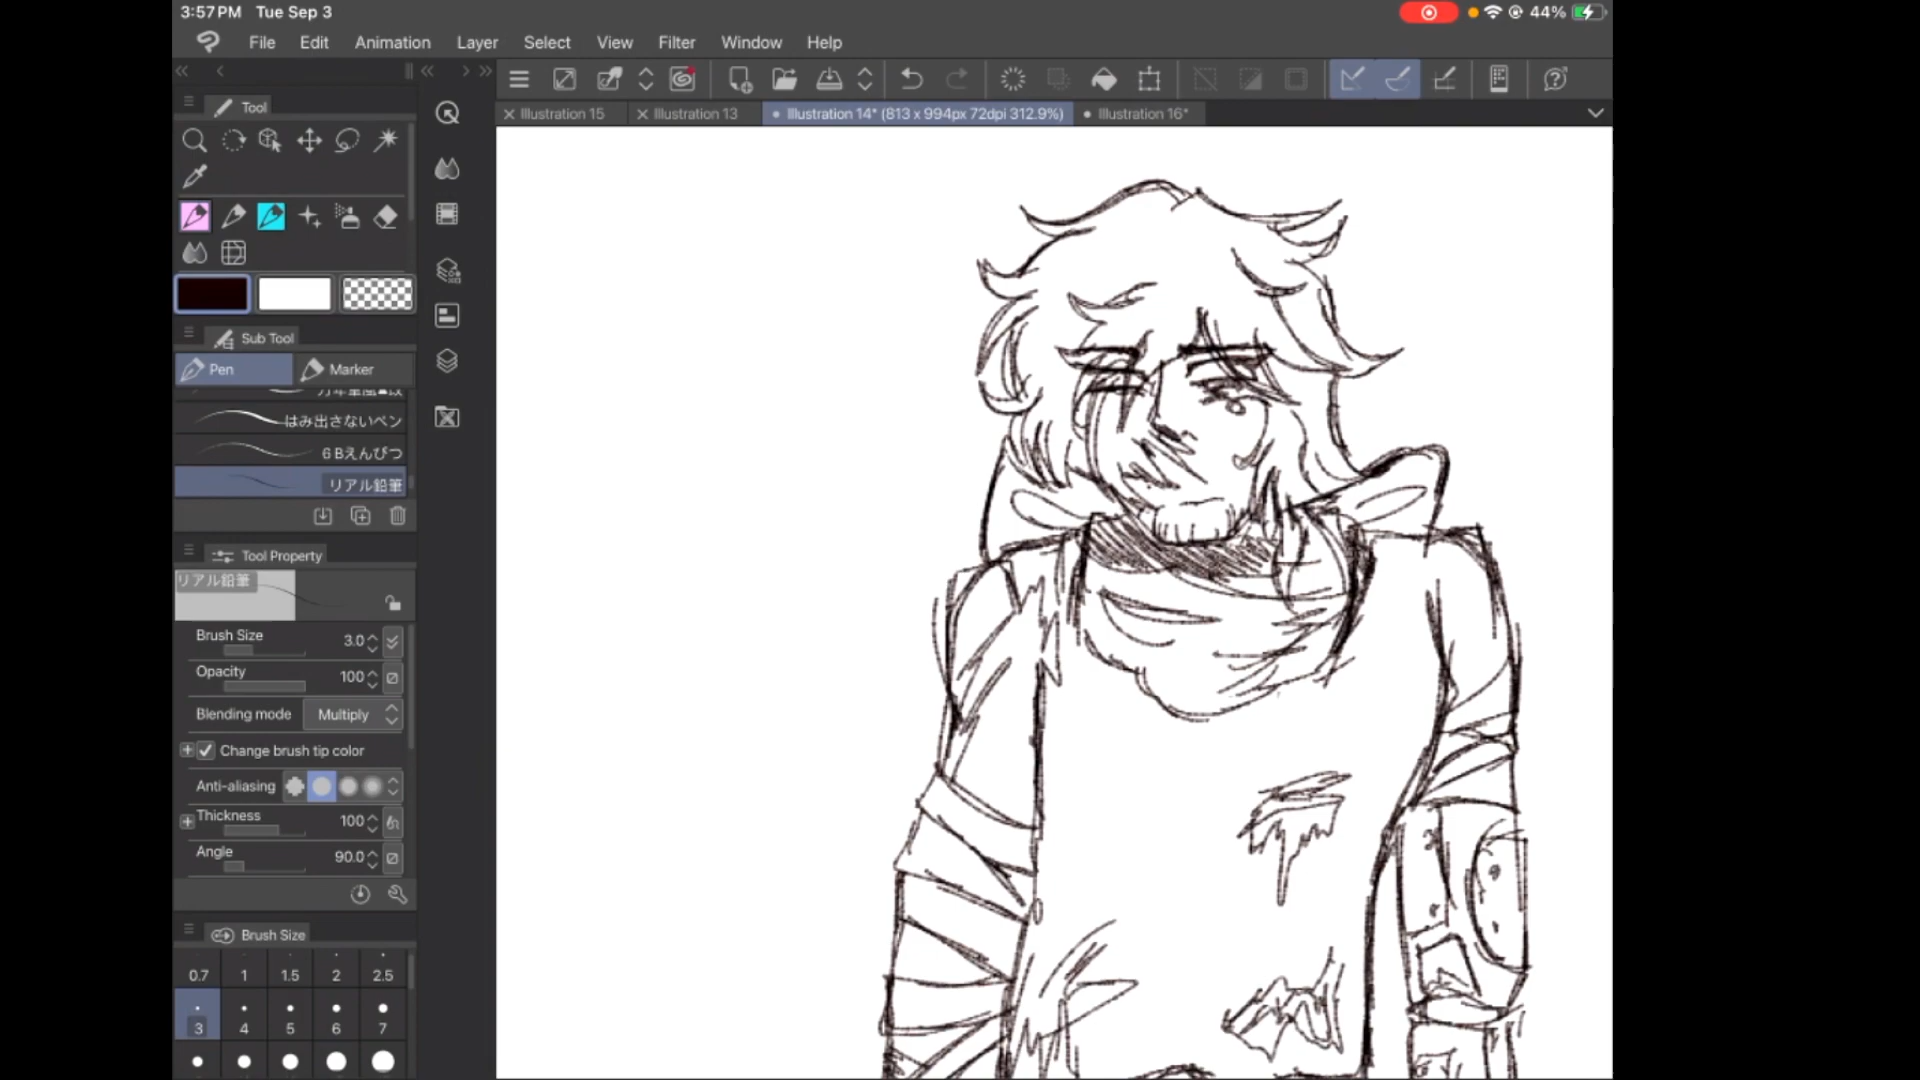 3:57 PM Tue Sep 3
44%
File Edit Animation Layer Select View Filter Window Help
Tool
Illustration 15
Illustration 13
Illustration 14* (813 x 994px 72dpi 312.9%)
Illustration 16*
Sub Tool
Pen
Marker
はみ出さないペン
6Bえんぴつ
リアル鉛筆
Tool Property
リアル鉛筆
Brush Size 3.0
Opacity 100
Blending mode Multiply
Change brush tip color
Anti-aliasing
Thickness 100
Angle 90.0
Brush Size
0.7 1 1.5 2 2.5
3 4 5 6 7